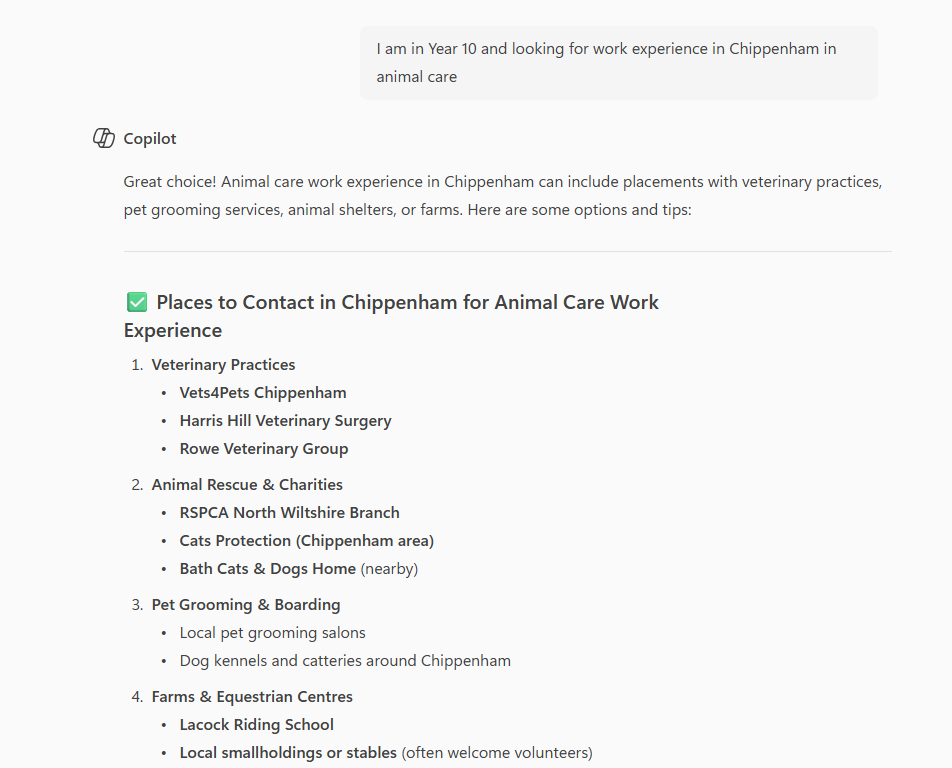 I am in Year 10 and looking for work experience in Chippenham in
animal care
Copilot
Great choice! Animal care work experience in Chippenham can include placements with veterinary practices,
pet grooming services, animal shelters, or farms. Here are some options and tips:
✅ Places to Contact in Chippenham for Animal Care Work
Experience
1. Veterinary Practices
• Vets4Pets Chippenham
• Harris Hill Veterinary Surgery
• Rowe Veterinary Group
2. Animal Rescue & Charities
• RSPCA North Wiltshire Branch
• Cats Protection (Chippenham area)
• Bath Cats & Dogs Home (nearby)
3. Pet Grooming & Boarding
• Local pet grooming salons
• Dog kennels and catteries around Chippenham
4. Farms & Equestrian Centres
• Lacock Riding School
• Local smallholdings or stables (often welcome volunteers)